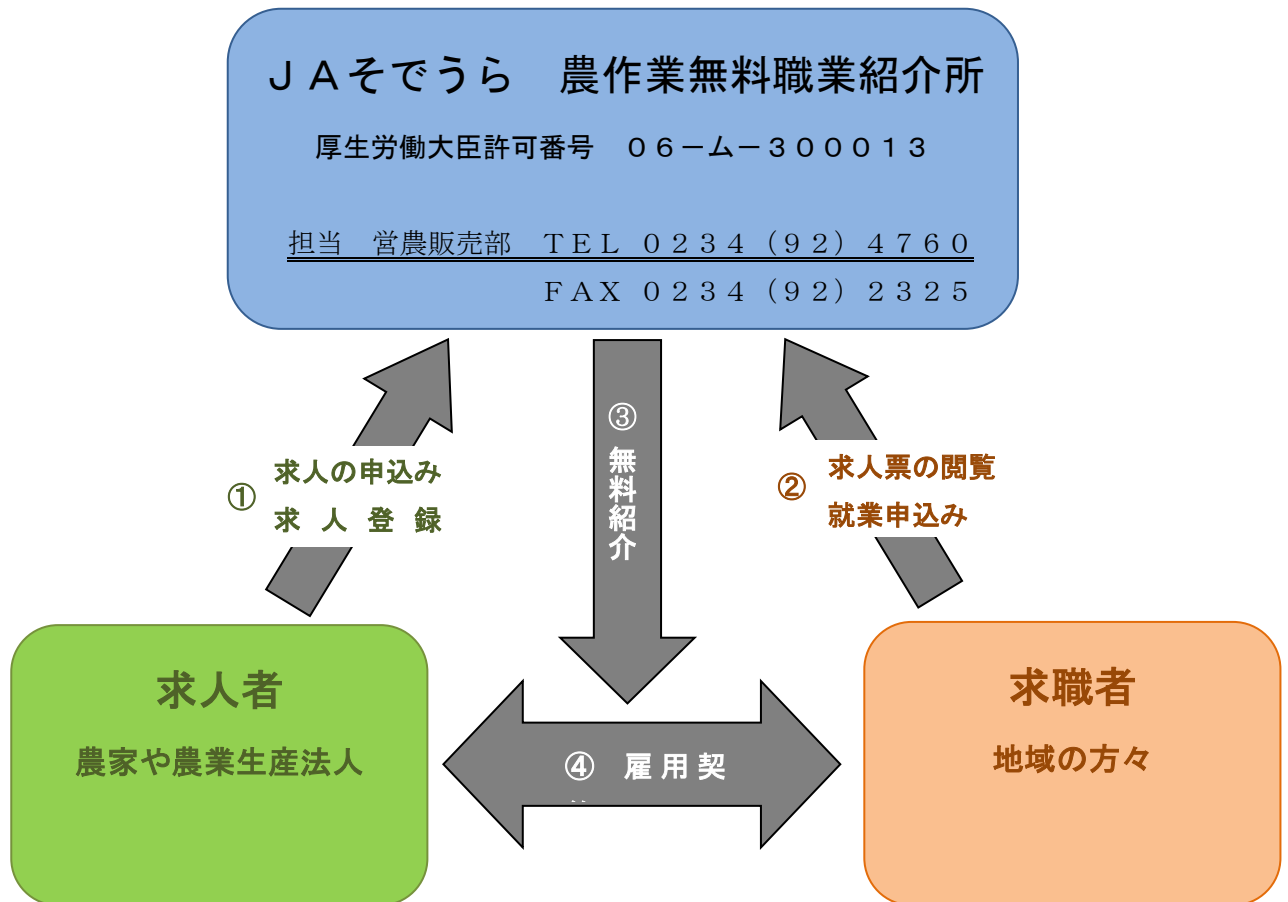 ＪＡそでうら　農作業無料職業紹介所
厚生労働大臣許可番号　０６－ム－３０００１３
担当　営農販売部　ＴＥＬ ０２３４（９２）４７６０
ＦＡＸ ０２３４（９２）２３２５
①
求人の申込み
求 人 登 録
③無料紹介
②
求人票の閲覧
就業申込み
求人者
農家や農業生産法人
④　雇用契
求職者
地域の方々